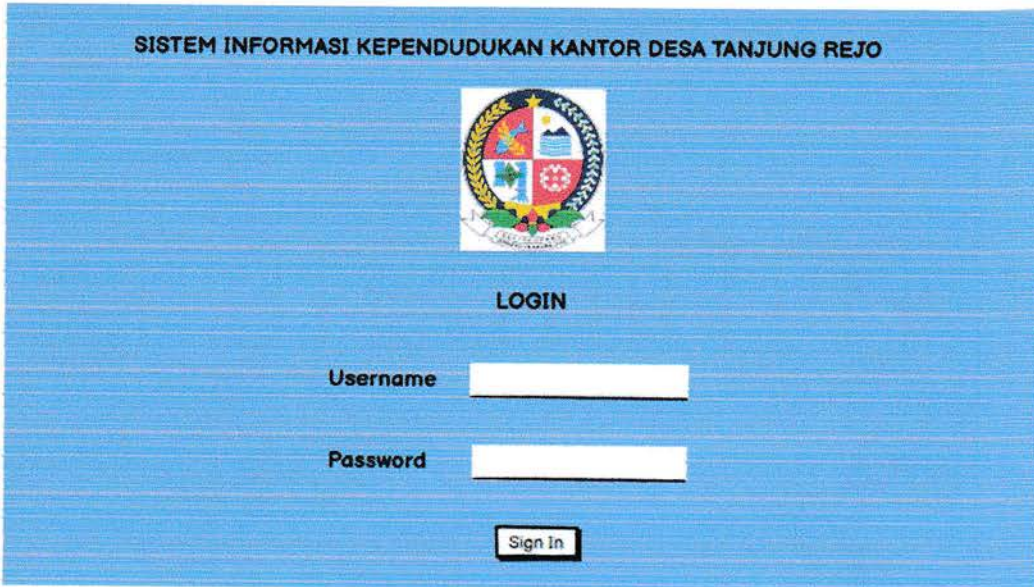 SISTEM INFORMASI KEPENDUDUKAN KANTOR DESA TANJUNG REJO
LOGIN
Username
Password
Sign In